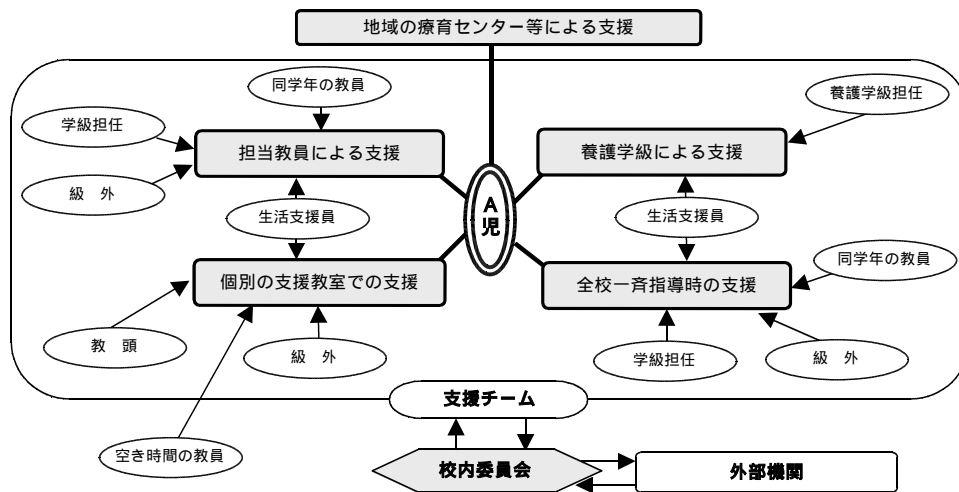 地域の療育センター等による支援
同学年の教員
養護学級担任
学級担任
担当教員による支援
養護学級による支援
級　外
生活支援員
A
児
生活支援員
同学年の教員
個別の支援教室での支援
全校一斉指導時の支援
教　頭
級　外
学級担任
級　外
支援チーム
空き時間の教員
校内委員会
外部機関